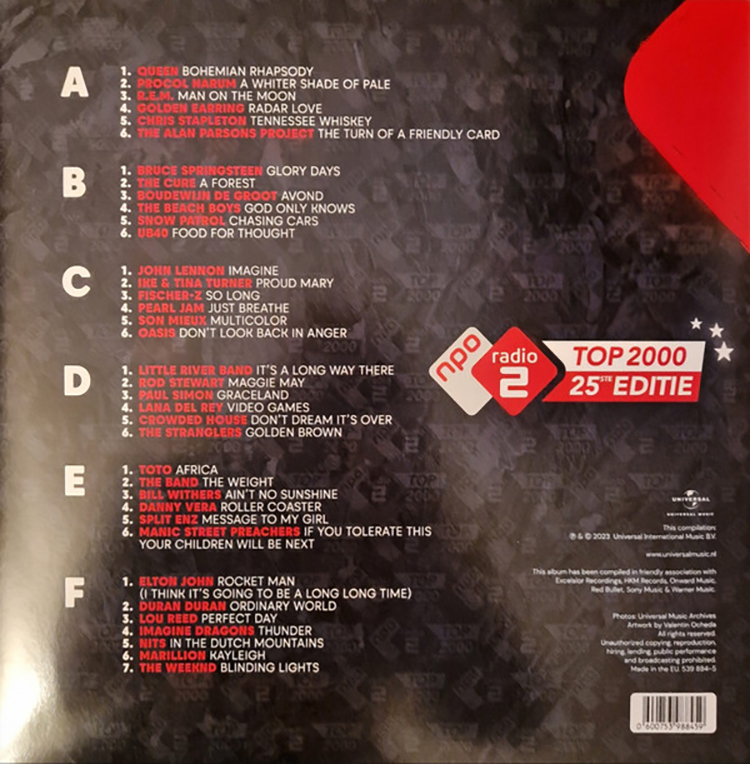 A
1. QUEEN BOHEMIAN RHAPSODY
2. PROCOL HARUM A WHITER SHADE OF PALE
3. R.E.M. MAN ON THE MOON
4. GOLDEN EARRING RADAR LOVE
5. CHRIS STAPLETON TENNESSEE WHISKEY
6. THE ALAN PARSONS PROJECT THE TURN OF A FRIENDLY CARD
B
1. BRUCE SPRINGSTEEN GLORY DAYS
2. THE CURE A FOREST
3. BOUDEWIJN DE GROOT AVOND
4. THE BEACH BOYS GOD ONLY KNOWS
5. SNOW PATROL CHASING CARS
6. UB40 FOOD FOR THOUGHT
C
1. JOHN LENNON IMAGINE
2. IKE & TINA TURNER PROUD MARY
3. FISCHER-Z SO LONG
4. PEARL JAM JUST BREATHE
5. SON MIEUX MULTICOLOR
6. OASIS DON'T LOOK BACK IN ANGER
D
1. LITTLE RIVER BAND IT'S A LONG WAY THERE
2. ROD STEWART MAGGIE MAY
3. PAUL SIMON GRACELAND
4. LANA DEL REY VIDEO GAMES
5. CROWDED HOUSE DON'T DREAM IT'S OVER
6. THE STRANGLERS GOLDEN BROWN
npo radio 2
TOP 2000
25STE EDITIE
E
1. TOTO AFRICA
2. THE BAND THE WEIGHT
3. BILL WITHERS AIN'T NO SUNSHINE
4. DANNY VERA ROLLER COASTER
5. SPLIT ENZ MESSAGE TO MY GIRL
6. MANIC STREET PREACHERS IF YOU TOLERATE THIS
YOUR CHILDREN WILL BE NEXT
F
1. ELTON JOHN ROCKET MAN
(I THINK IT'S GOING TO BE A LONG LONG TIME)
2. DURAN DURAN ORDINARY WORLD
3. LOU REED PERFECT DAY
4. IMAGINE DRAGONS THUNDER
5. NITS IN THE DUTCH MOUNTAINS
6. MARILLION KAYLEIGH
7. THE WEEKND BLINDING LIGHTS
UNIVERSAL
UNIVERSAL MUSIC
This compilation:
℗ & © 2023 Universal International Music B.V.
www.universalmusic.nl
This album has been compiled in friendly association with
Excelsior Recordings, HKM Records, Onward Music,
Red Bullet, Sony Music & Warner Music.
Photos: Universal Music Archives
Artwork by Valentin Ocheda
All rights reserved.
Unauthorized copying, reproduction,
hiring, lending, public performance
and broadcasting prohibited.
Made in the EU. 539 884-5
0 600753 988459